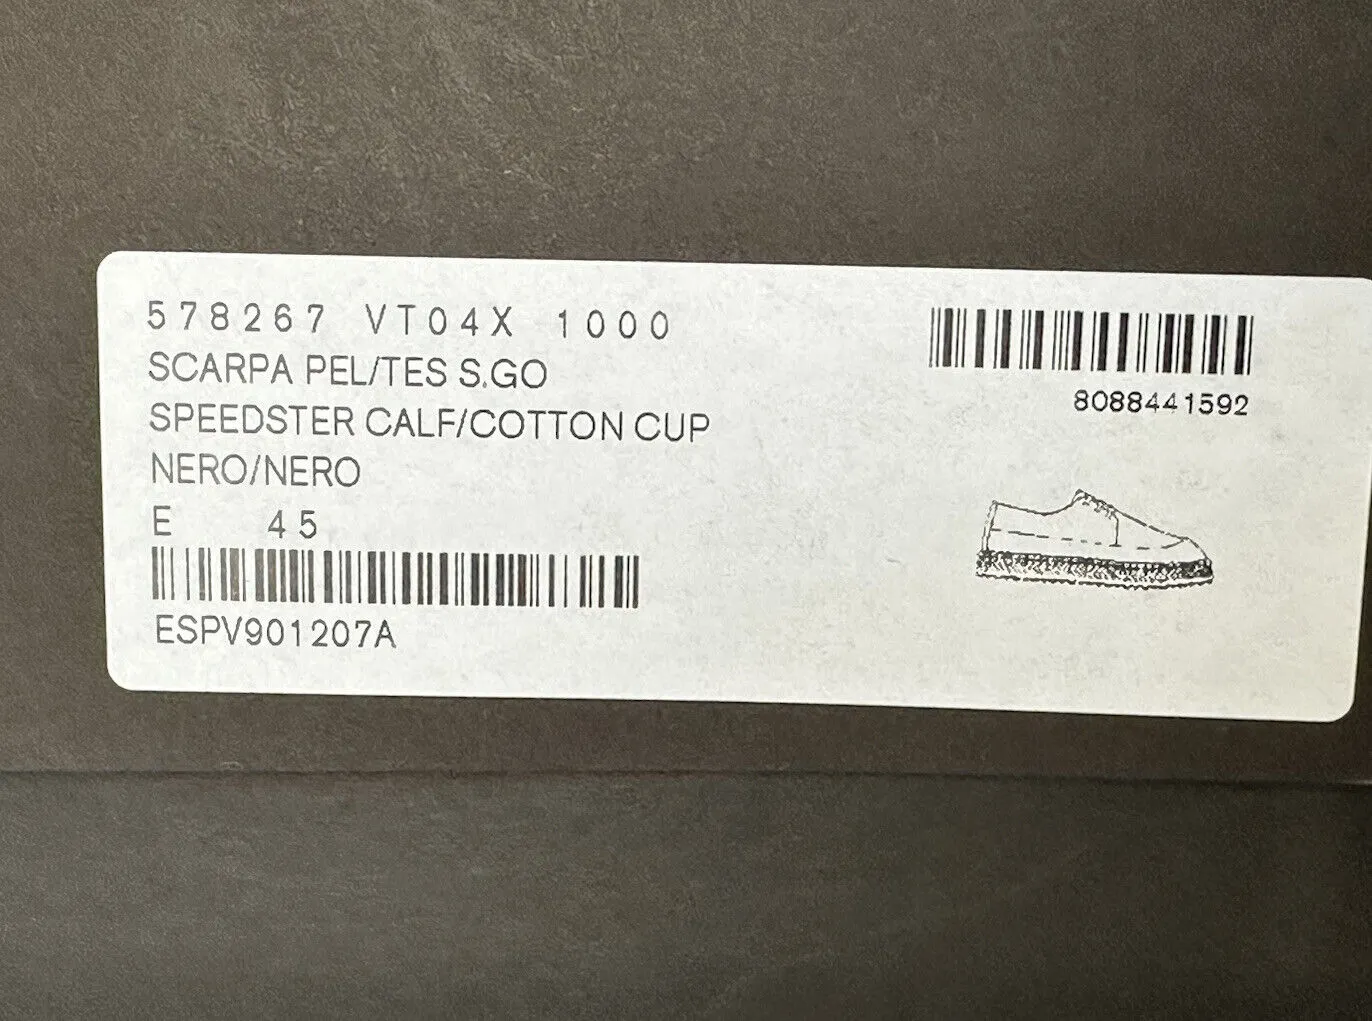 578267 VT04X 1000
SCARPA PEL/TES S.GO
SPEEDSTER CALF/COTTON CUP
NERO/NERO
E 45
ESPV901207A
8088441592